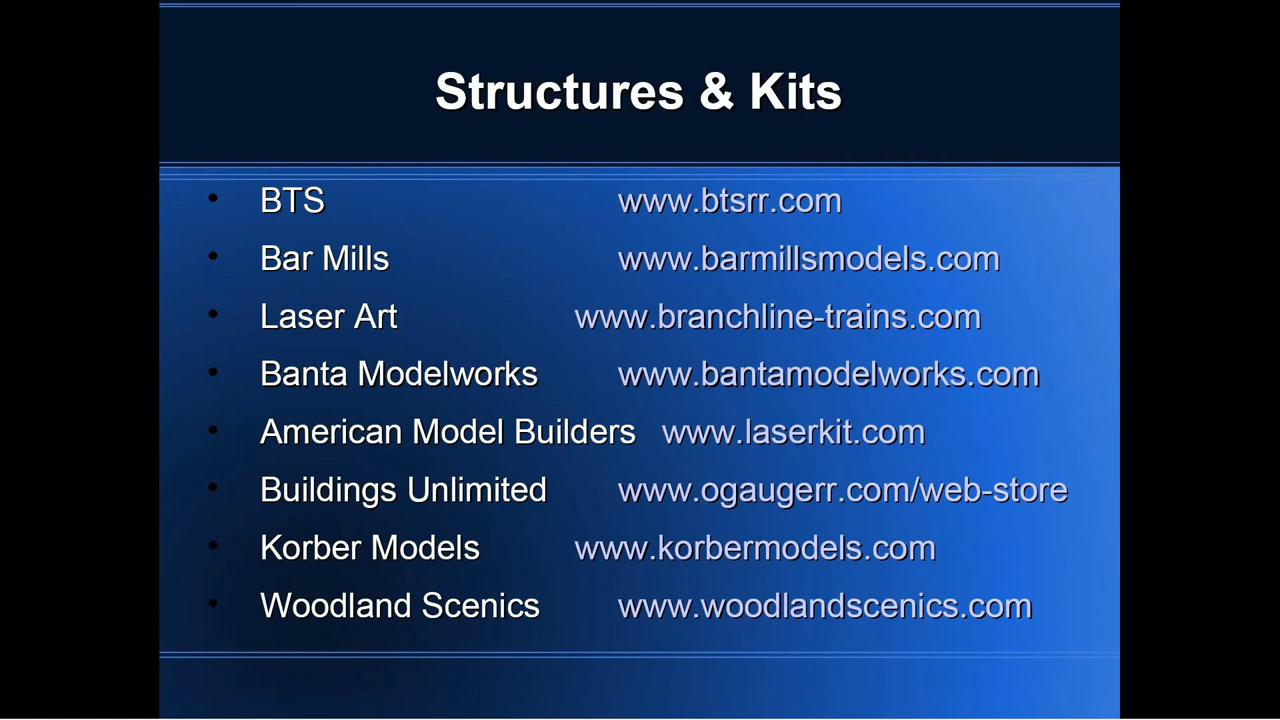 Structures & Kits
BTS www.btsrr.com
Bar Mills www.barmillsmodels.com
Laser Art www.branchline-trains.com
Banta Modelworks www.bantamodelworks.com
American Model Builders www.laserkit.com
Buildings Unlimited www.ogaugerr.com/web-store
Korber Models www.korbermodels.com
Woodland Scenics www.woodlandscenics.com